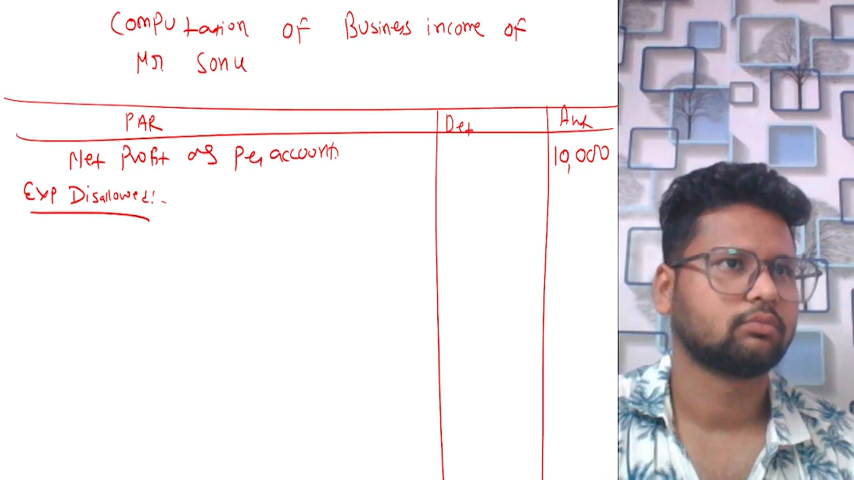 Computation of Business income of
Mr Sonu
PAR Det Amt
Net Profit as per accounts 10,000
Exp Disallowed:-